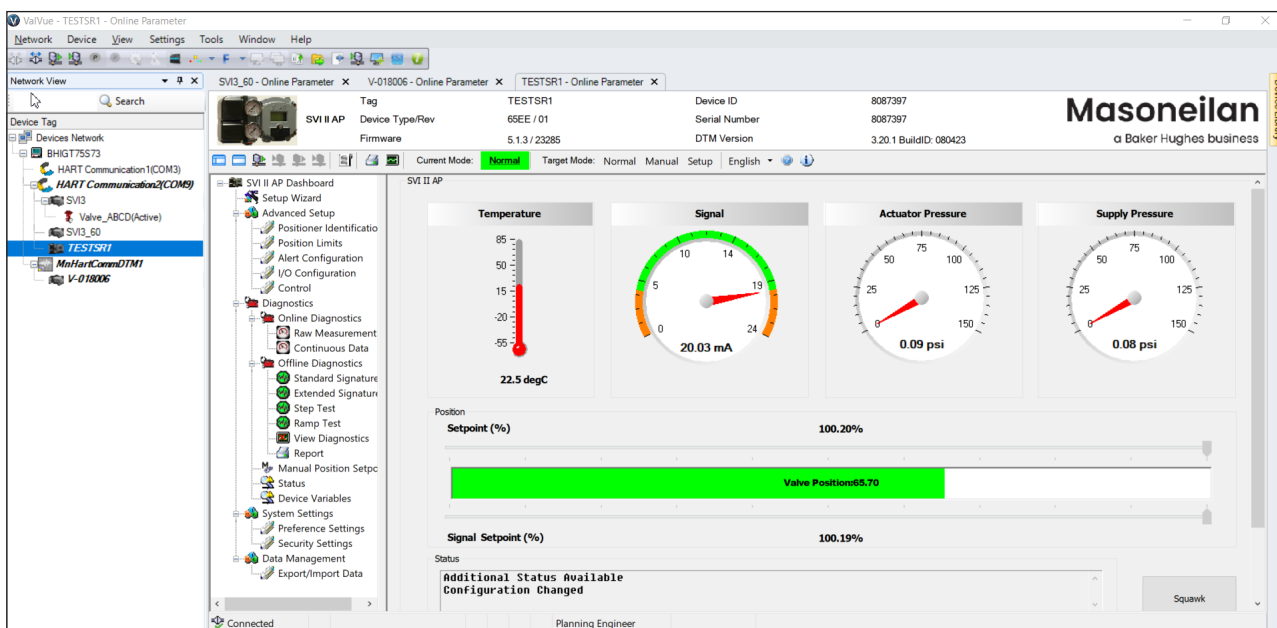 ValVue - TESTSR1 - Online Parameter
Network Device View Settings Tools Window Help
Network View
SVI3_60 - Online Parameter X V-018006 - Online Parameter X TESTSR1 - Online Parameter X
Search
Device Tag
Devices Network
BHIGT75S73
HART Communication1(COM3)
HART Communication2(COM9)
SVI3
Valve_ABCD(Active)
SVI3_60
TESTSR1
MnHartCommDTM1
V-018006
SVI II AP
Tag TESTSR1 Device ID 8087397
Device Type/Rev 65EE / 01 Serial Number 8087397
Firmware 5.1.3 / 23285 DTM Version 3.20.1 BuildID: 080423
Masoneilan
a Baker Hughes business
Current Mode: Normal Target Mode: Normal Manual Setup English
SVI II AP Dashboard
Setup Wizard
Advanced Setup
Positioner Identificatio
Position Limits
Alert Configuration
I/O Configuration
Control
Diagnostics
Online Diagnostics
Raw Measurement
Continuous Data
Offline Diagnostics
Standard Signature
Extended Signature
Step Test
Ramp Test
View Diagnostics
Report
Manual Position Setpo
Status
Device Variables
System Settings
Preference Settings
Security Settings
Data Management
Export/Import Data
SVI II AP
Temperature
85
50
15
-20
-55
22.5 degC
Signal
0 5 10 14 19 24
20.03 mA
Actuator Pressure
0 25 50 75 100 125 150
0.09 psi
Supply Pressure
0 25 50 75 100 125 150
0.08 psi
Position
Setpoint (%) 100.20%
Valve Position:65.70
Signal Setpoint (%) 100.19%
Status
Additional Status Available
Configuration Changed
Squawk
Connected Planning Engineer